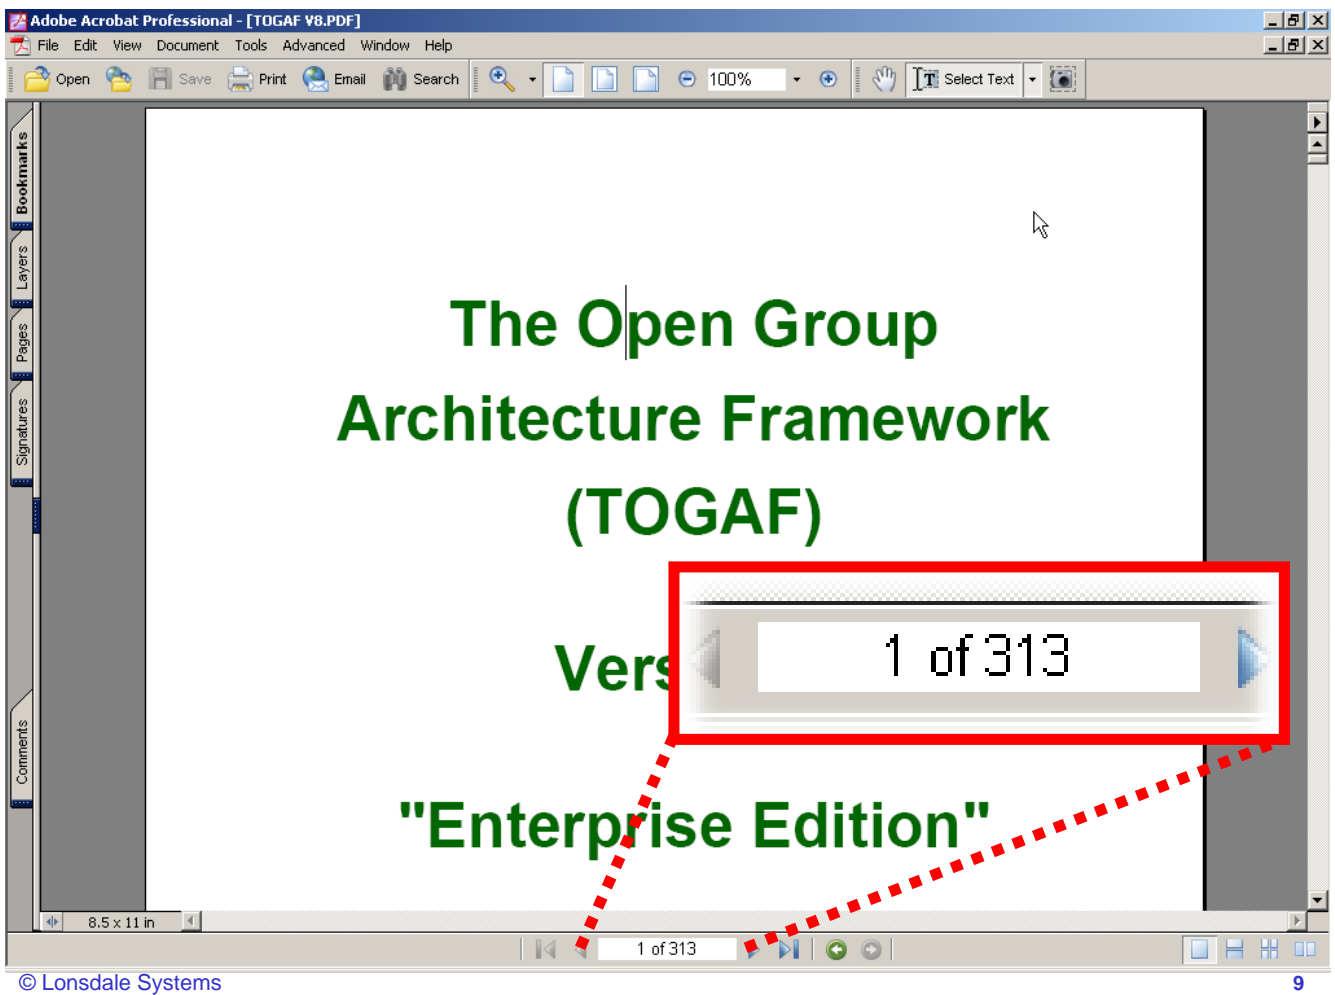 Adobe Acrobat Professional - [TOGAF V8.PDF]
File Edit View Document Tools Advanced Window Help
Open Save Print Email Search 100% Select Text
Bookmarks
Layers
Pages
Signatures
Comments
The Open Group
Architecture Framework
(TOGAF)
1 of 313
"Enterprise Edition"
8.5 x 11 in
1 of 313
© Lonsdale Systems 9